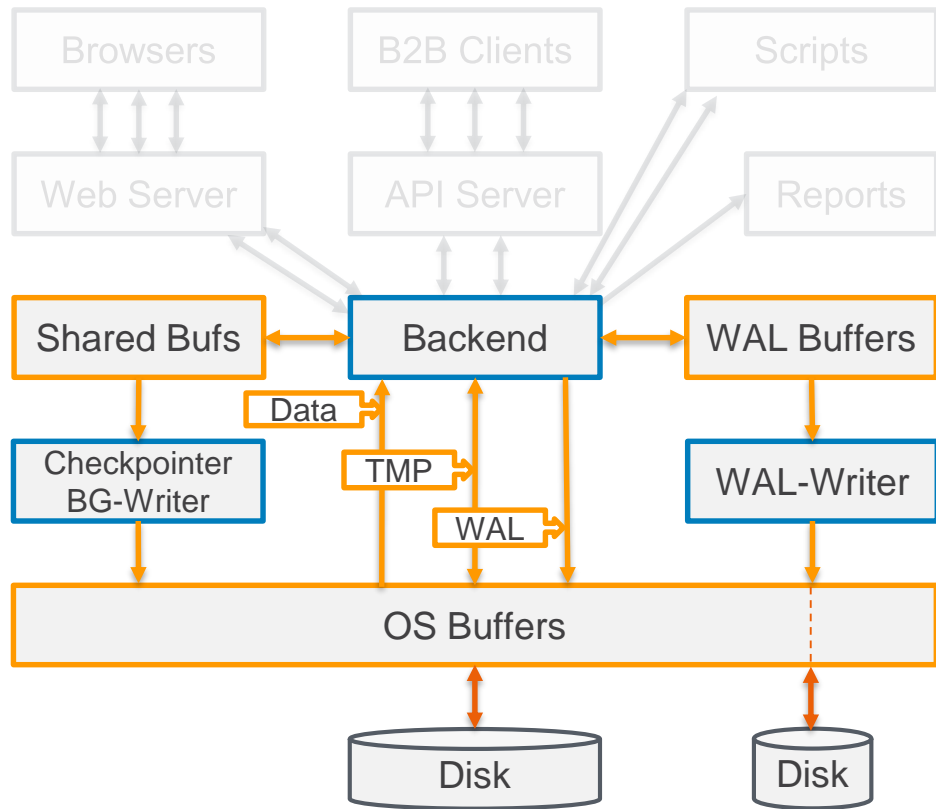 Browsers
B2B Clients
Scripts
Web Server
API Server
Reports
Shared Bufs
Backend
WAL Buffers
Data
Checkpointer
BG-Writer
TMP
WAL-Writer
WAL
OS Buffers
Disk
Disk